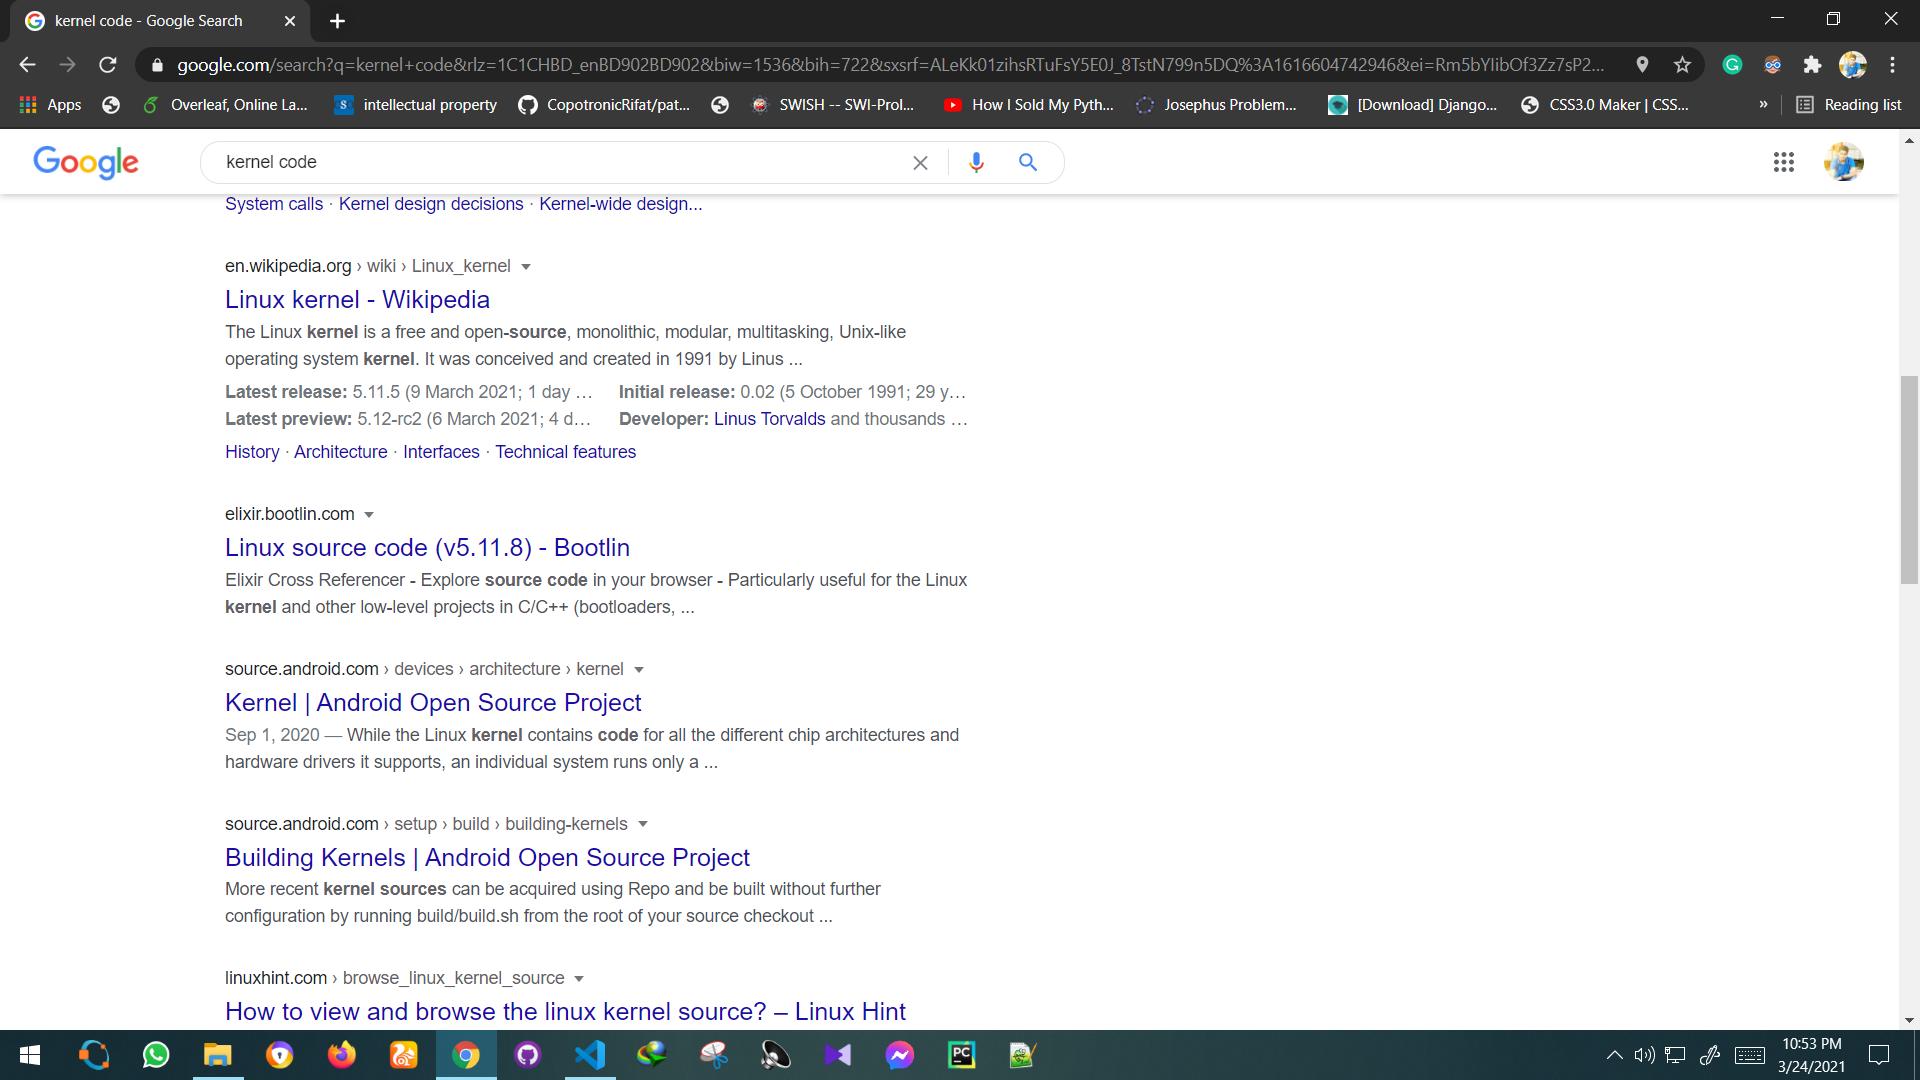 kernel code - Google Search
google.com/search?q=kernel+code&rlz=1C1CHBD_enBD902BD902&biw=1536&bih=722&sxsrf=ALeKk01zihsRTuFsY5E0J_8TstN799n5DQ%3A1616604742946&ei=Rm5bYIibOf3Zz7sP2...
Apps Overleaf, Online La... intellectual property CopotronicRifat/pat... SWISH -- SWI-Prol... How I Sold My Pyth... Josephus Problem... [Download] Django... CSS3.0 Maker | CSS... » Reading list
Google kernel code
System calls · Kernel design decisions · Kernel-wide design...
en.wikipedia.org › wiki › Linux_kernel
Linux kernel - Wikipedia
The Linux kernel is a free and open-source, monolithic, modular, multitasking, Unix-like
operating system kernel. It was conceived and created in 1991 by Linus ...
Latest release: 5.11.5 (9 March 2021; 1 day … Initial release: 0.02 (5 October 1991; 29 y…
Latest preview: 5.12-rc2 (6 March 2021; 4 d… Developer: Linus Torvalds and thousands …
History · Architecture · Interfaces · Technical features
elixir.bootlin.com
Linux source code (v5.11.8) - Bootlin
Elixir Cross Referencer - Explore source code in your browser - Particularly useful for the Linux
kernel and other low-level projects in C/C++ (bootloaders, ...
source.android.com › devices › architecture › kernel
Kernel | Android Open Source Project
Sep 1, 2020 — While the Linux kernel contains code for all the different chip architectures and
hardware drivers it supports, an individual system runs only a ...
source.android.com › setup › build › building-kernels
Building Kernels | Android Open Source Project
More recent kernel sources can be acquired using Repo and be built without further
configuration by running build/build.sh from the root of your source checkout ...
linuxhint.com › browse_linux_kernel_source
How to view and browse the linux kernel source? – Linux Hint
PC
10:53 PM
3/24/2021